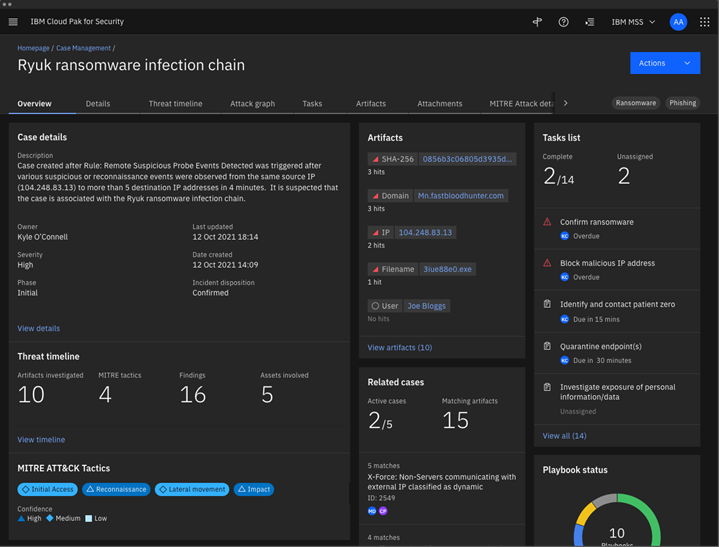 IBM Cloud Pak for Security
IBM MSS
AA
Homepage / Case Management /
Ryuk ransomware infection chain
Actions
Overview
Details
Threat timeline
Attack graph
Tasks
Artifacts
Attachments
MITRE Attack deta
Ransomware
Phishing
Case details
Description
Case created after Rule: Remote Suspicious Probe Events Detected was triggered after
various suspicious or reconnaissance events were observed from the same source IP
(104.248.83.13) to more than 5 destination IP addresses in 4 minutes. It is suspected that
the case is associated with the Ryuk ransomware infection chain.
Owner
Kyle O'Connell
Last updated
12 Oct 2021 18:14
Severity
High
Date created
12 Oct 2021 14:09
Phase
Initial
Incident disposition
Confirmed
View details
Threat timeline
Artifacts investigated
10
MITRE tactics
4
Findings
16
Assets involved
5
View timeline
MITRE ATT&CK Tactics
Initial Access
Reconnaissance
Lateral movement
Impact
Confidence
High
Medium
Low
Artifacts
SHA-256
0856b3c06805d3935d...
3 hits
Domain
Mn.fastbloodhunter.com
3 hits
IP
104.248.83.13
2 hits
Filename
3iue88e0.exe
1 hit
User
Joe Bloggs
No hits
View artifacts (10)
Related cases
Active cases
2/5
Matching artifacts
15
5 matches
X-Force: Non-Servers communicating with
external IP classified as dynamic
ID: 2549
MD
CP
4 matches
Tasks list
Complete
2/14
Unassigned
2
Confirm ransomware
KC
Overdue
Block malicious IP address
KC
Overdue
Identify and contact patient zero
KC
Due in 15 mins
Quarantine endpoint(s)
KC
Due in 30 minutes
Investigate exposure of personal
information/data
Unassigned
View all (14)
Playbook status
10
Playbooks